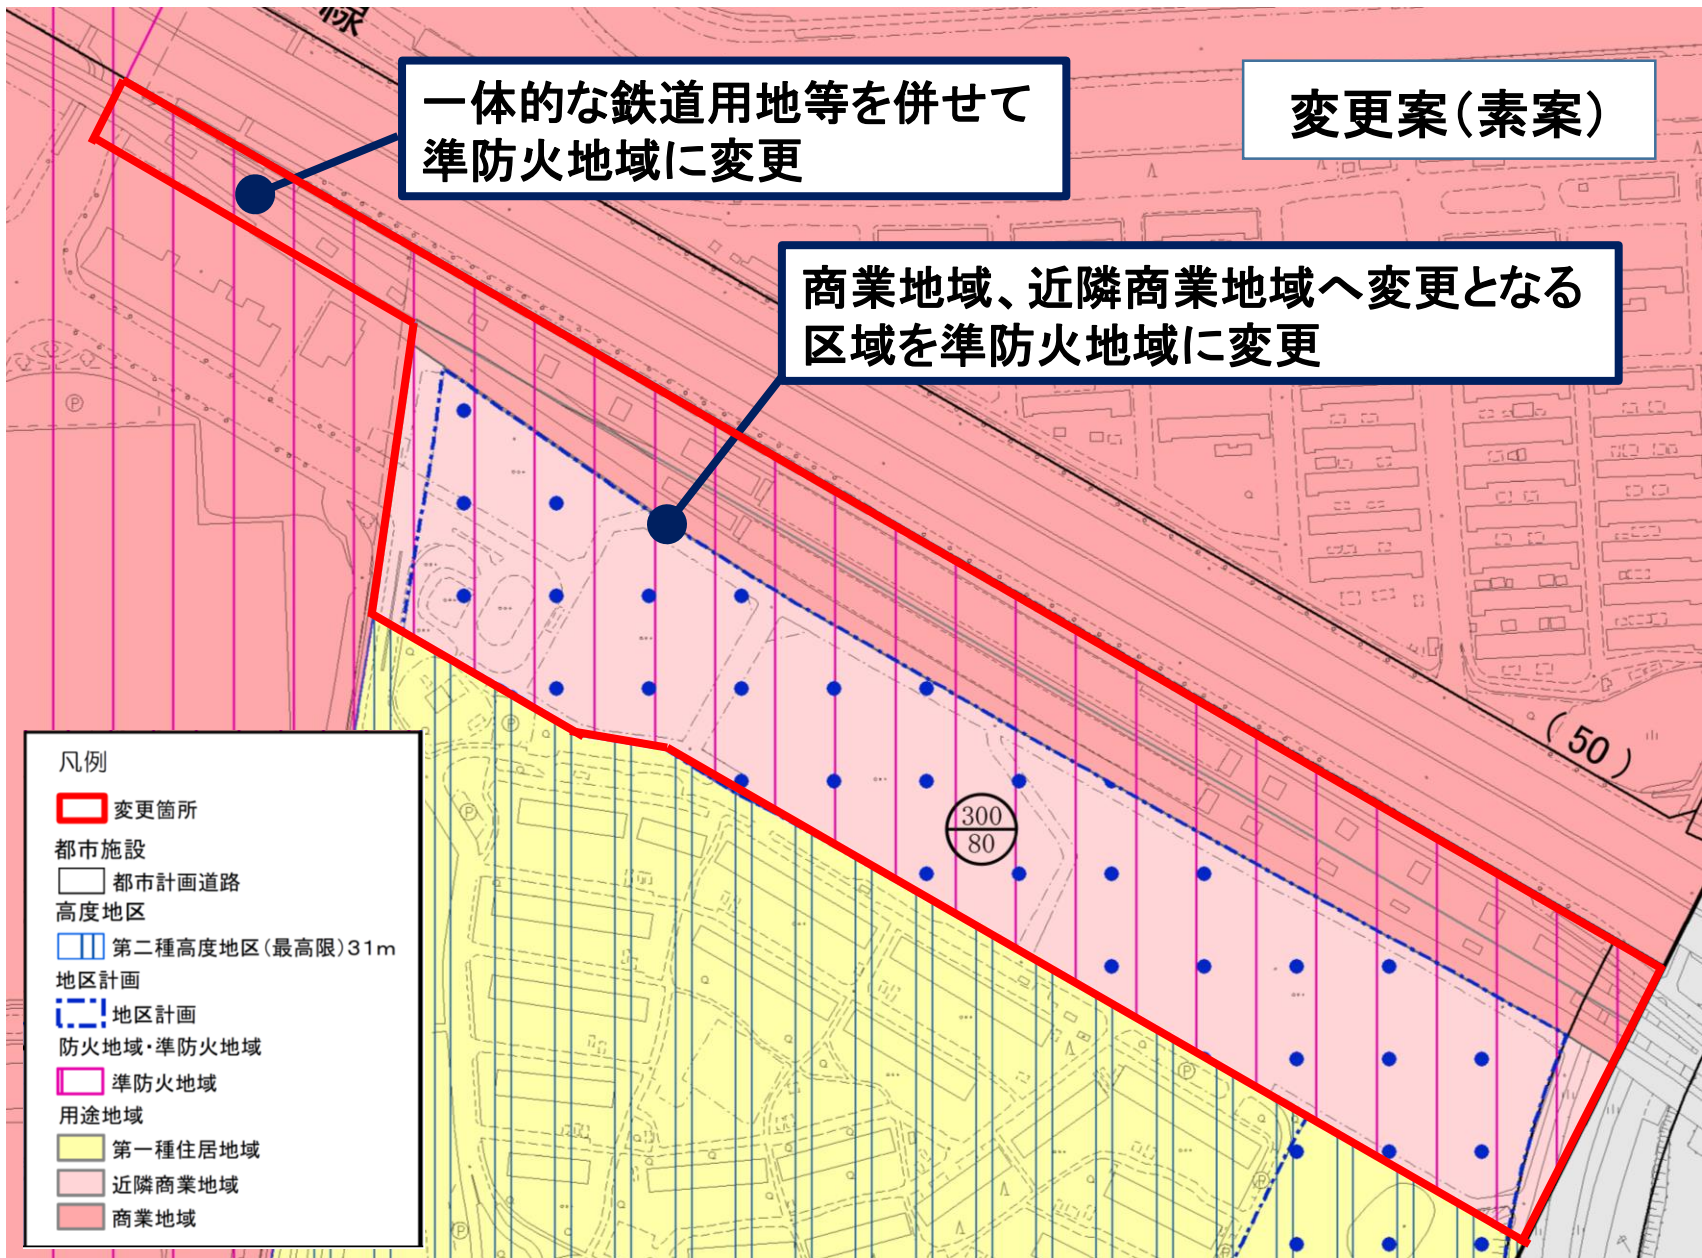 線
一体的な鉄道用地等を併せて
準防火地域に変更
変更案(素案)
商業地域、近隣商業地域へ変更となる
区域を準防火地域に変更
(50)
300
80
凡例
変更箇所
都市施設
都市計画道路
高度地区
第二種高度地区(最高限)31m
地区計画
地区計画
防火地域・準防火地域
準防火地域
用途地域
第一種住居地域
近隣商業地域
商業地域
P
P
P
P
P
P
P